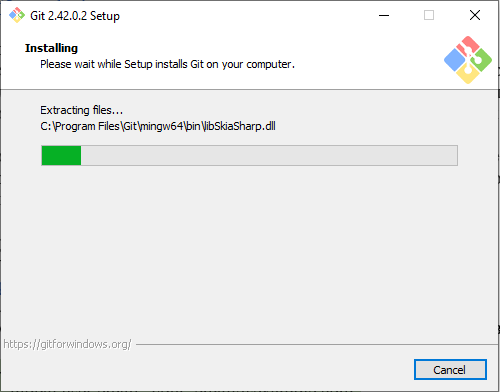 Git 2.42.0.2 Setup
Installing
Please wait while Setup installs Git on your computer.
Extracting files...
C:\Program Files\Git\mingw64\bin\libSkiaSharp.dll
https://gitforwindows.org/
Cancel